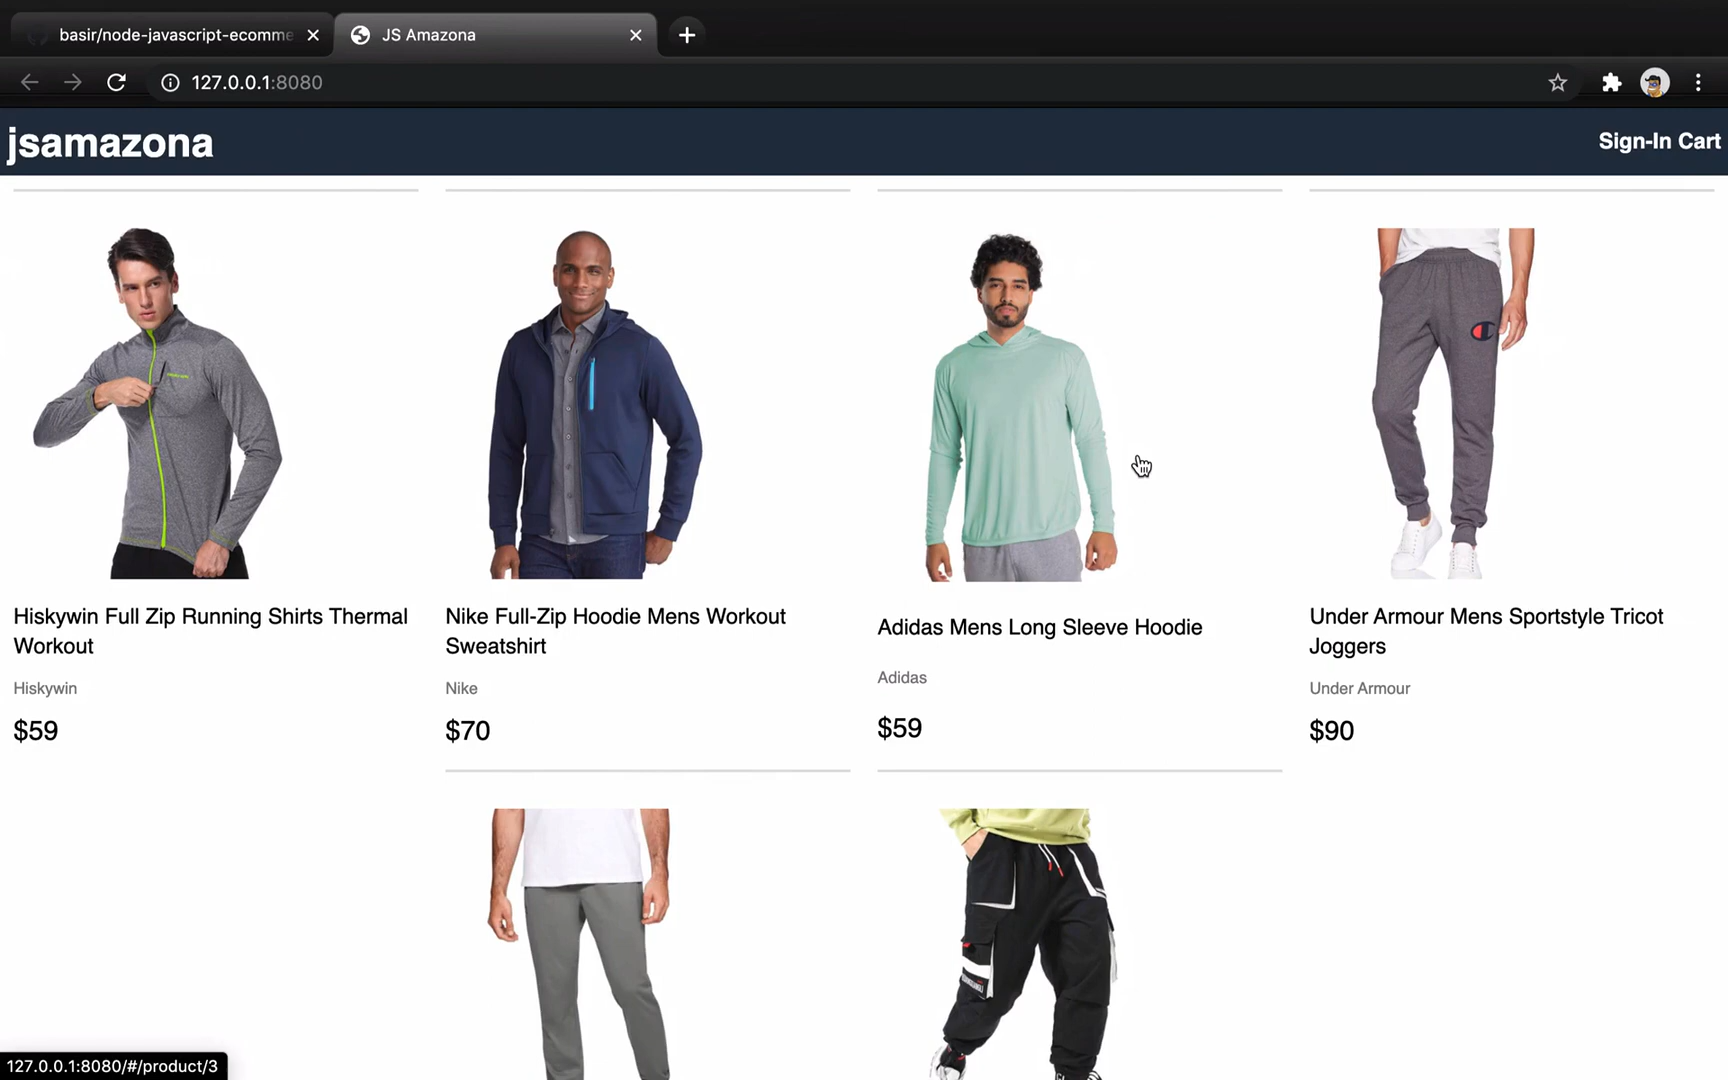 basir/node-javascript-ecomme
JS Amazona
127.0.0.1:8080
jsamazona
Sign-In Cart
Hiskywin Full Zip Running Shirts Thermal
Workout
Hiskywin
$59
Nike Full-Zip Hoodie Mens Workout
Sweatshirt
Nike
$70
Adidas Mens Long Sleeve Hoodie
Adidas
$59
Under Armour Mens Sportstyle Tricot
Joggers
Under Armour
$90
127.0.0.1:8080/#/product/3